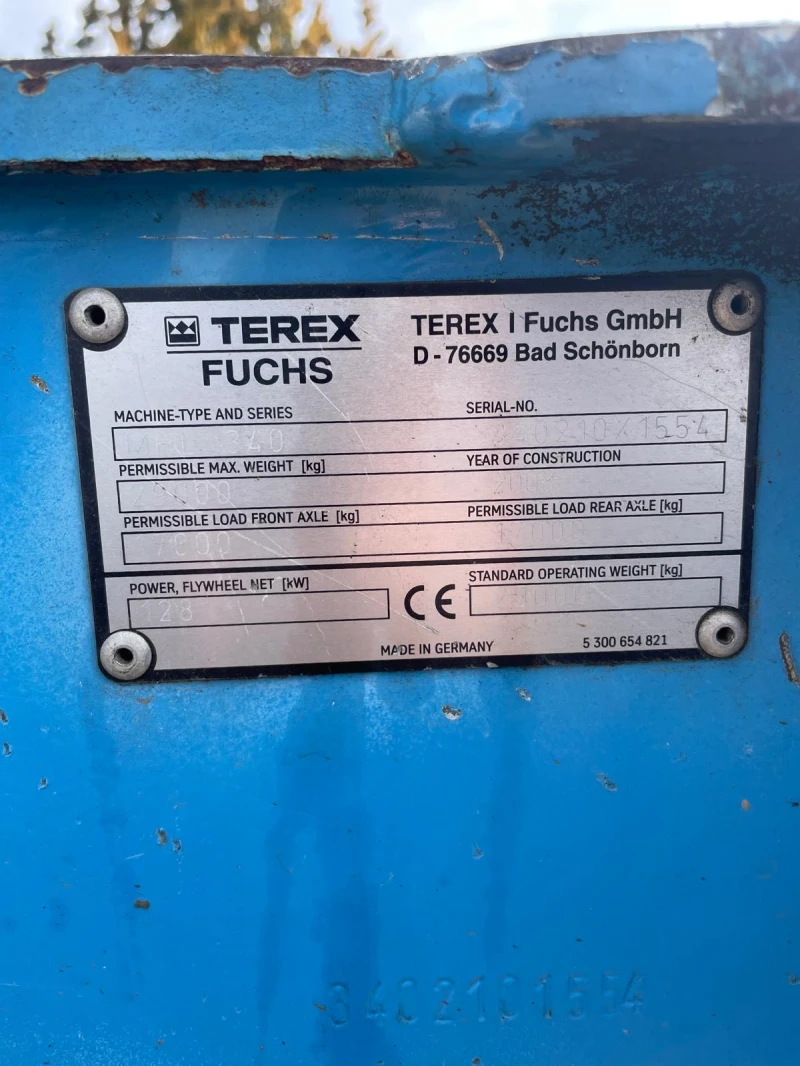 TEREX
FUCHS
TEREX | Fuchs GmbH
D-76669 Bad Schönborn
MACHINE-TYPE AND SERIES
SERIAL-NO.
PERMISSIBLE MAX. WEIGHT [kg]
YEAR OF CONSTRUCTION
PERMISSIBLE LOAD FRONT AXLE [kg]
PERMISSIBLE LOAD REAR AXLE [kg]
POWER, FLYWHEEL NET [kW]
128
CE
STANDARD OPERATING WEIGHT [kg]
MADE IN GERMANY
5 300 654 821
3402101554